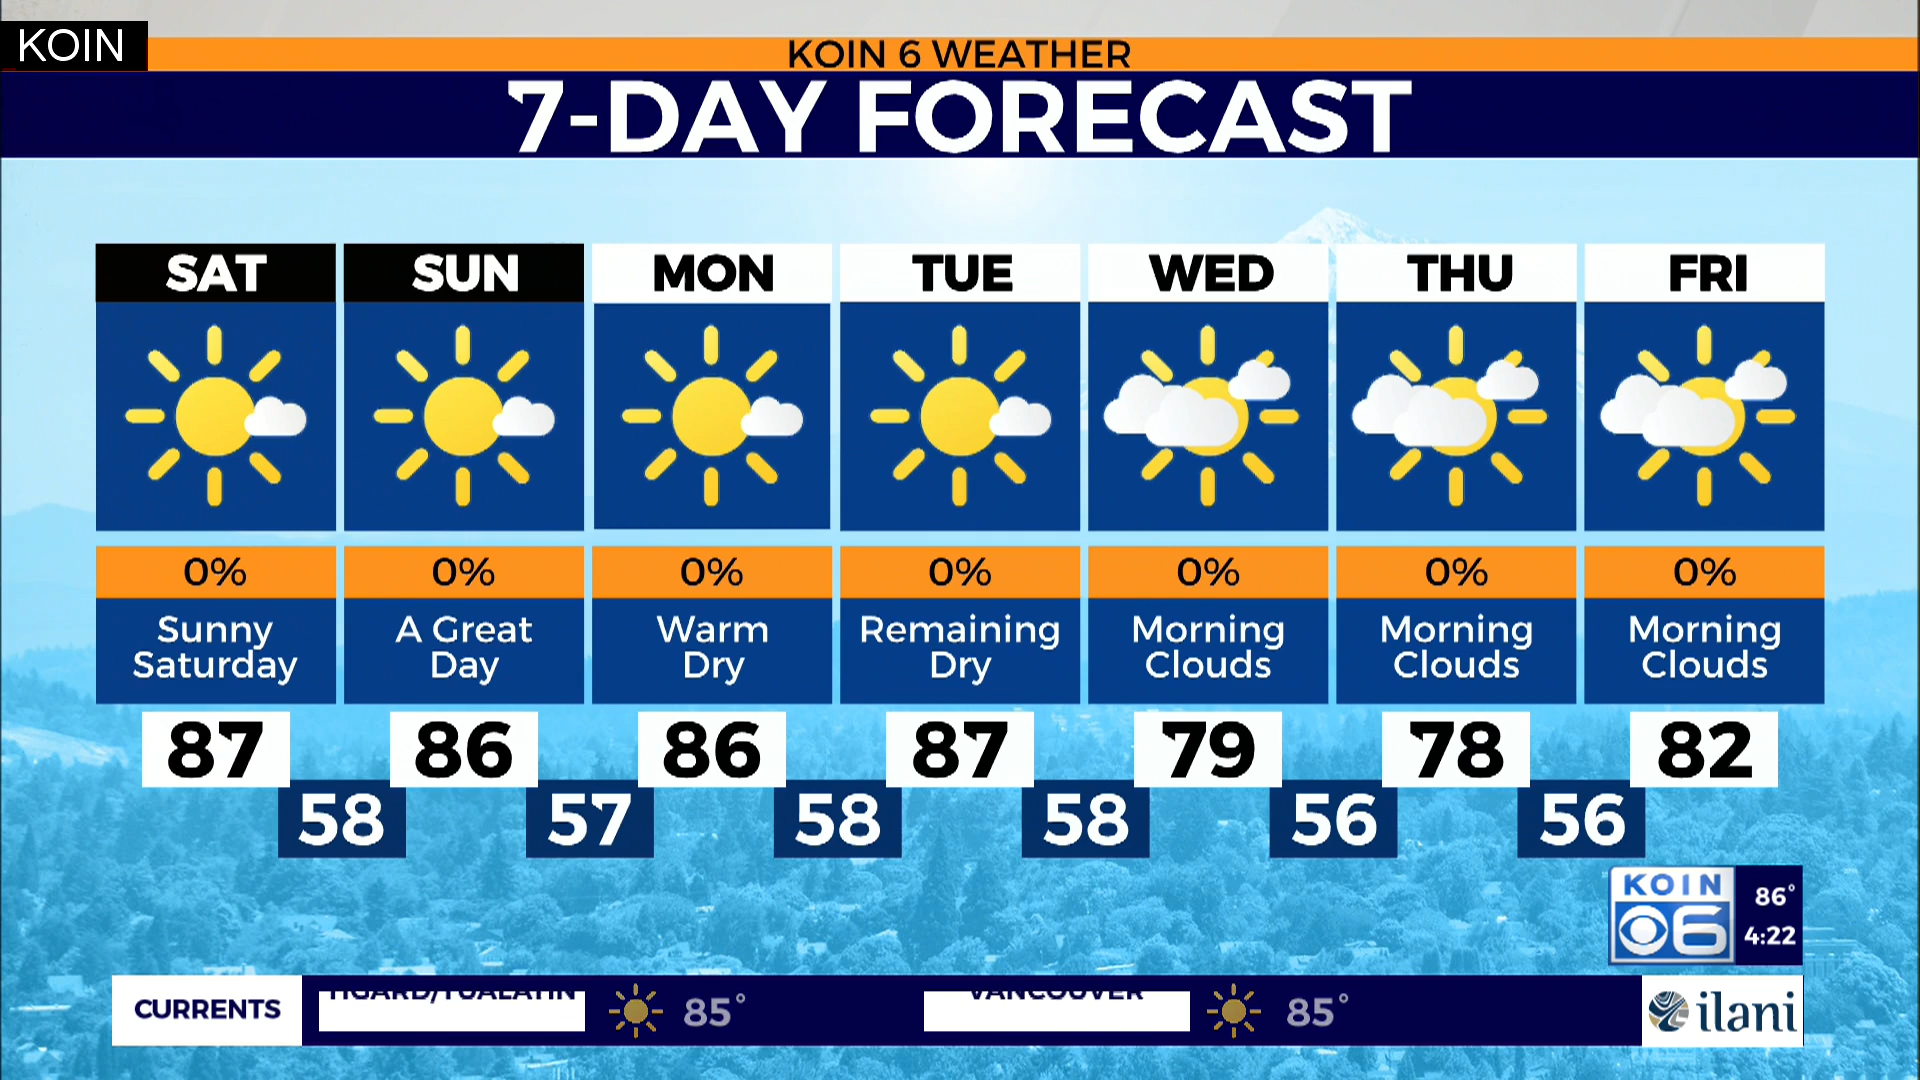 KOIN
KOIN 6 WEATHER
7-DAY FORECAST
SAT SUN MON TUE WED THU FRI
0% 0% 0% 0% 0% 0% 0%
Sunny Saturday
A Great Day
Warm Dry
Remaining Dry
Morning Clouds
Morning Clouds
Morning Clouds
87 86 86 87 79 78 82
58 57 58 58 56 56
KOIN 6
86°
4:22
CURRENTS TIGARD/TUALATIN 85° VANCOUVER 85° ilani